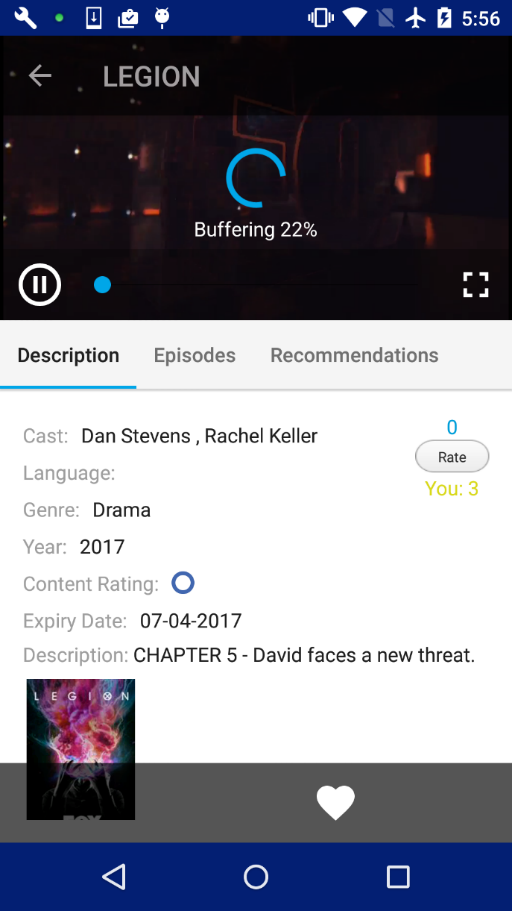 5:56
LEGION
Buffering 22%
Description Episodes Recommendations
Cast: Dan Stevens , Rachel Keller
0
Rate
You: 3
Language:
Genre: Drama
Year: 2017
Content Rating:
Expiry Date: 07-04-2017
Description: CHAPTER 5 - David faces a new threat.
LEGION
FOX